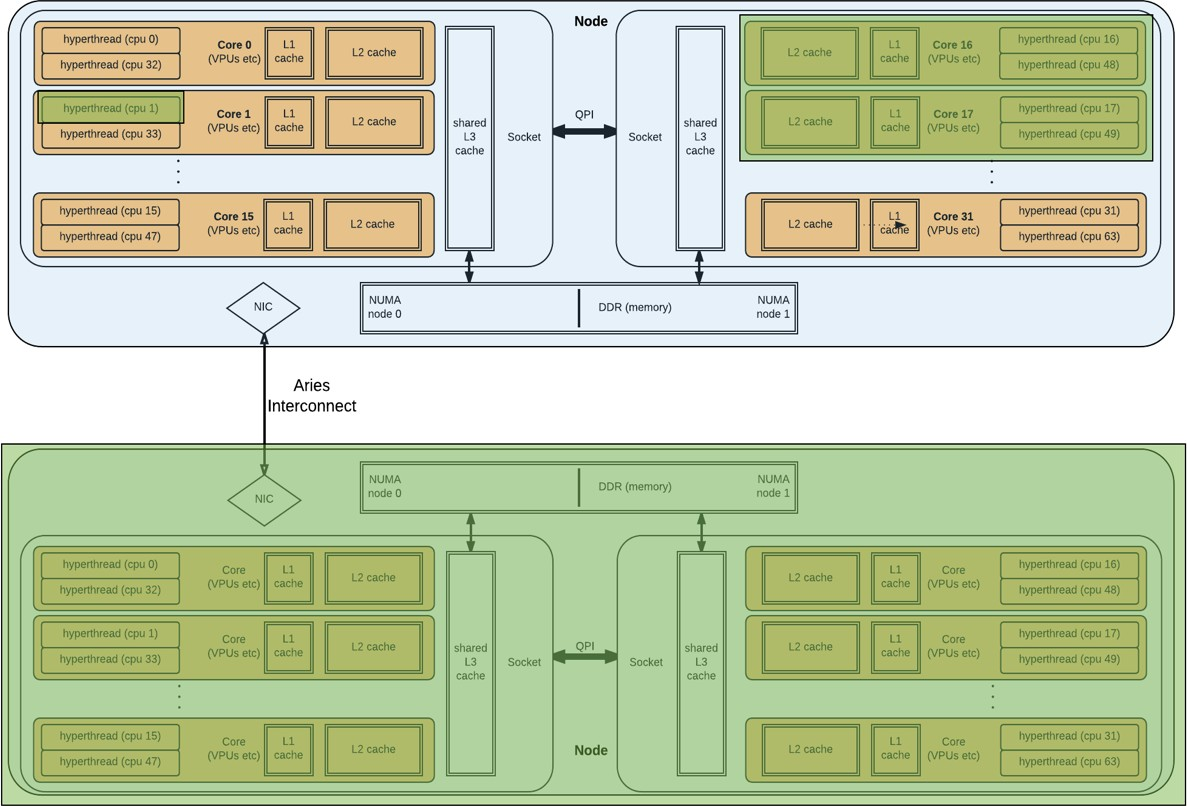 Node
hyperthread (cpu 0)
hyperthread (cpu 32)
Core 0
(VPUs etc)
L1
cache
L2 cache
hyperthread (cpu 1)
hyperthread (cpu 33)
Core 1
(VPUs etc)
L1
cache
L2 cache
hyperthread (cpu 15)
hyperthread (cpu 47)
Core 15
(VPUs etc)
L1
cache
L2 cache
shared
L3
cache
Socket
QPI
Socket
shared
L3
cache
L2 cache
L1
cache
Core 16
(VPUs etc)
hyperthread (cpu 16)
hyperthread (cpu 48)
L2 cache
L1
cache
Core 17
(VPUs etc)
hyperthread (cpu 17)
hyperthread (cpu 49)
L2 cache
L1
cache
Core 31
(VPUs etc)
hyperthread (cpu 31)
hyperthread (cpu 63)
NIC
NUMA
node 0
DDR (memory)
NUMA
node 1
Aries
Interconnect
NIC
NUMA
node 0
DDR (memory)
NUMA
node 1
hyperthread (cpu 0)
hyperthread (cpu 32)
Core
(VPUs etc)
L1
cache
L2 cache
hyperthread (cpu 1)
hyperthread (cpu 33)
Core
(VPUs etc)
L1
cache
L2 cache
hyperthread (cpu 15)
hyperthread (cpu 47)
Core
(VPUs etc)
L1
cache
L2 cache
shared
L3
cache
Socket
QPI
Socket
shared
L3
cache
L2 cache
L1
cache
Core
(VPUs etc)
hyperthread (cpu 16)
hyperthread (cpu 48)
L2 cache
L1
cache
Core
(VPUs etc)
hyperthread (cpu 17)
hyperthread (cpu 49)
L2 cache
L1
cache
Core
(VPUs etc)
hyperthread (cpu 31)
hyperthread (cpu 63)
Node